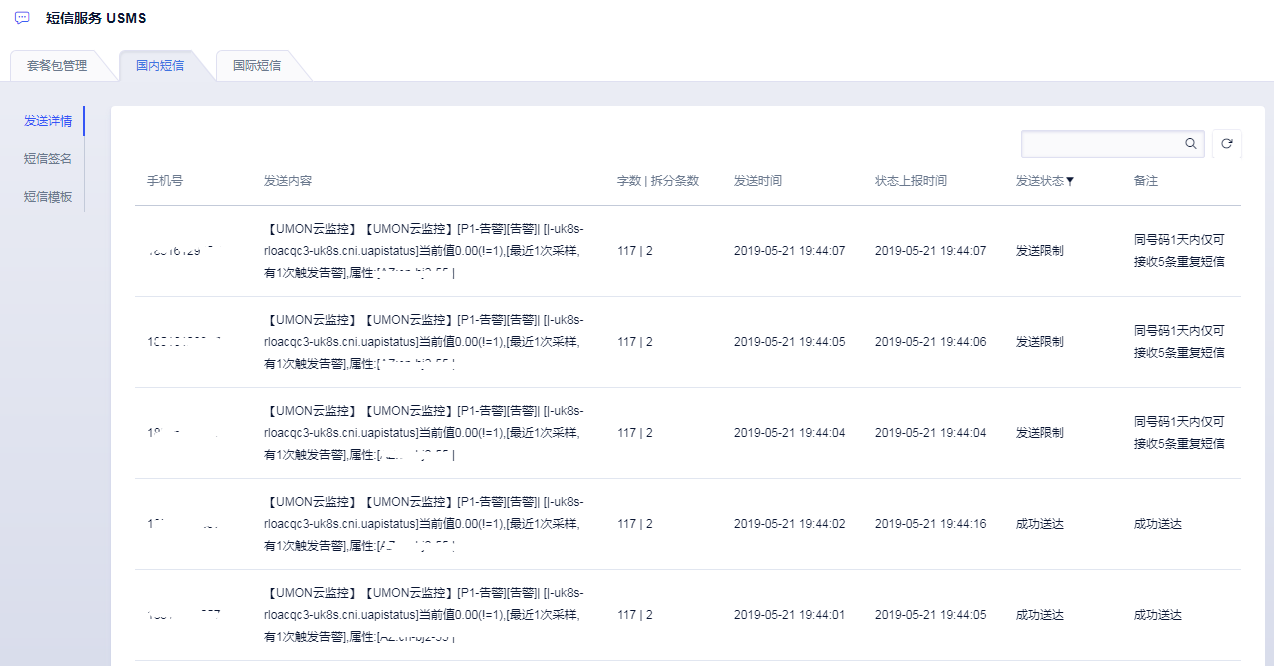 短信服务 USMS
套餐包管理 国内短信 国际短信
发送详情
短信签名
短信模板
手机号 发送内容 字数 | 拆分条数 发送时间 状态上报时间 发送状态 备注
【UMON云监控】【UMON云监控】[P1-告警][告警]| [|-uk8s-
rloacqc3-uk8s.cni.uapistatus]当前值0.00(!=1),[最近1次采样,
有1次触发告警],属性:[
117 | 2 2019-05-21 19:44:07 2019-05-21 19:44:07 发送限制
同号码1天内仅可
接收5条重复短信
【UMON云监控】【UMON云监控】[P1-告警][告警]| [|-uk8s-
rloacqc3-uk8s.cni.uapistatus]当前值0.00(!=1),[最近1次采样,
有1次触发告警],属性:[
117 | 2 2019-05-21 19:44:05 2019-05-21 19:44:06 发送限制
同号码1天内仅可
接收5条重复短信
【UMON云监控】【UMON云监控】[P1-告警][告警]| [|-uk8s-
rloacqc3-uk8s.cni.uapistatus]当前值0.00(!=1),[最近1次采样,
有1次触发告警],属性:[
117 | 2 2019-05-21 19:44:04 2019-05-21 19:44:04 发送限制
同号码1天内仅可
接收5条重复短信
【UMON云监控】【UMON云监控】[P1-告警][告警]| [|-uk8s-
rloacqc3-uk8s.cni.uapistatus]当前值0.00(!=1),[最近1次采样,
有1次触发告警],属性:[
117 | 2 2019-05-21 19:44:02 2019-05-21 19:44:16 成功送达 成功送达
【UMON云监控】【UMON云监控】[P1-告警][告警]| [|-uk8s-
rloacqc3-uk8s.cni.uapistatus]当前值0.00(!=1),[最近1次采样,
有1次触发告警],属性:[
117 | 2 2019-05-21 19:44:01 2019-05-21 19:44:05 成功送达 成功送达